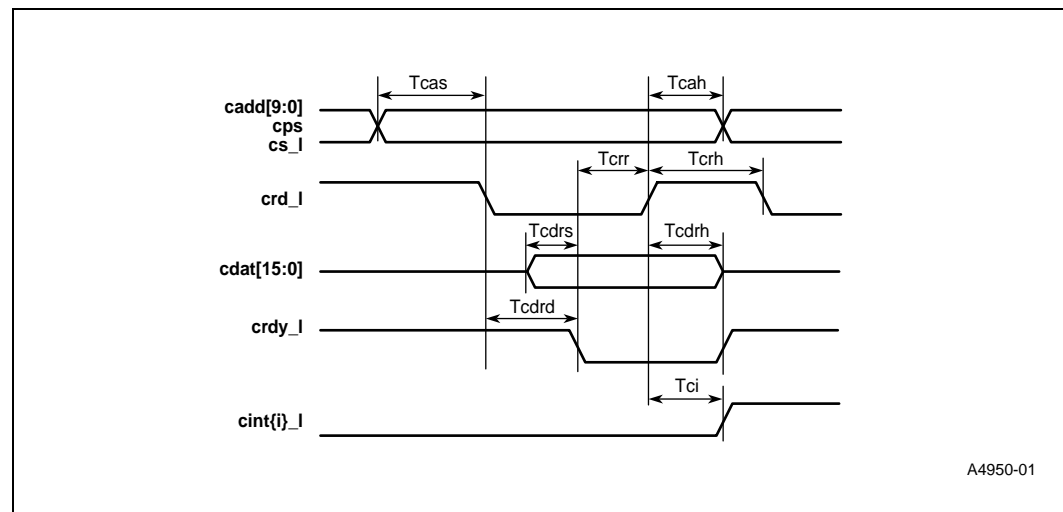 Tcas
Tcah
cadd[9:0]
cps
cs_l
Tcrr
Tcrh
crd_l
Tcdrs
Tcdrh
cdat[15:0]
Tcdrd
crdy_l
Tci
cint{i}_l
A4950-01